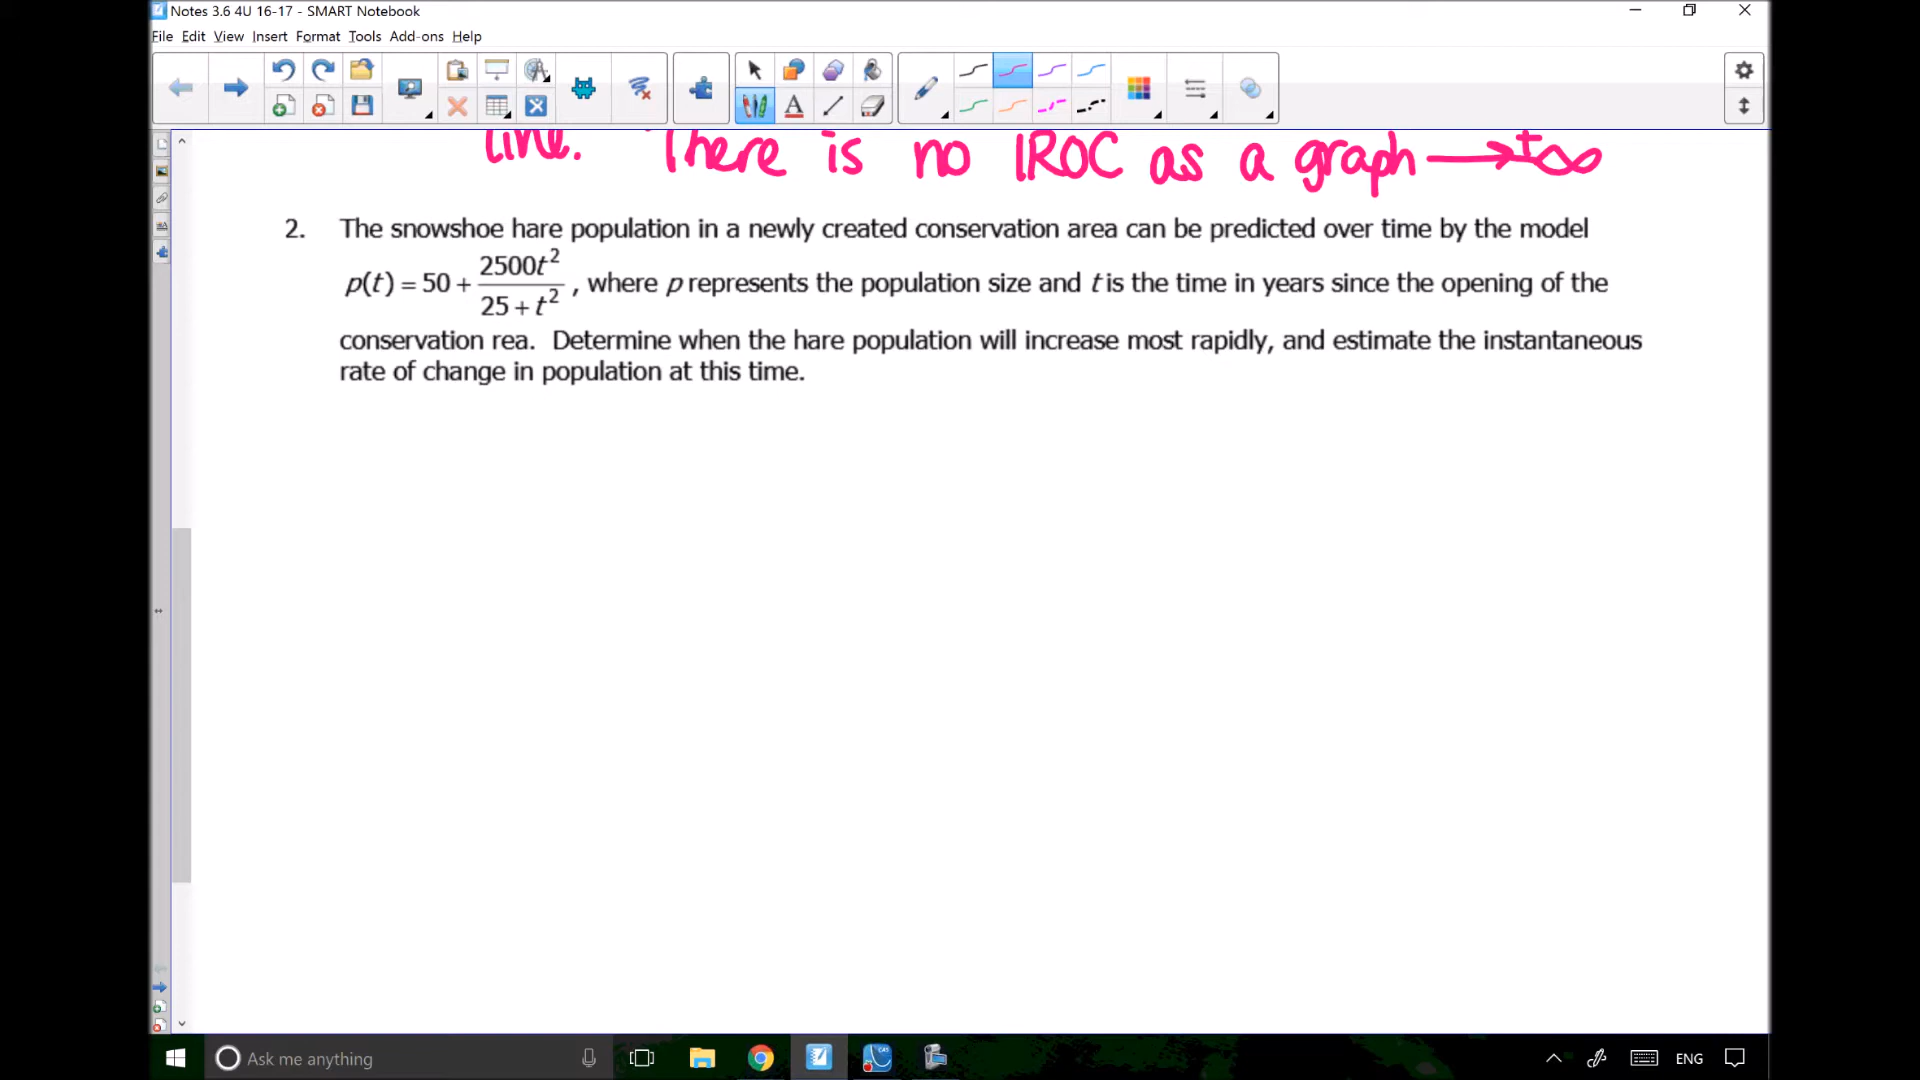 Notes 3.6 4U 16-17 - SMART Notebook
File Edit View Insert Format Tools Add-ons Help
line. There is no IROC as a graph → +∞
2. The snowshoe hare population in a newly created conservation area can be predicted over time by the model
p(t) = 50 + 2500t² / 25 + t² , where p represents the population size and t is the time in years since the opening of the
conservation rea. Determine when the hare population will increase most rapidly, and estimate the instantaneous
rate of change in population at this time.
Ask me anything
ENG